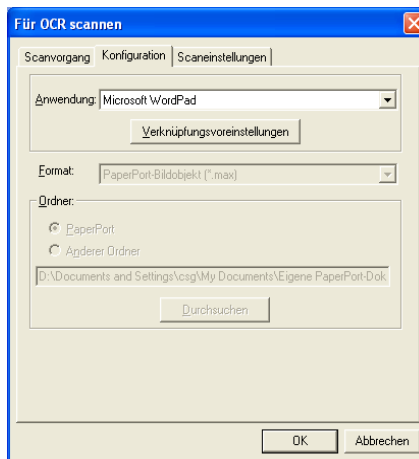 Für OCR scannen
Scanvorgang Konfiguration Scaneinstellungen
Anwendung: Microsoft WordPad
Verknüpfungsvoreinstellungen
Format: PaperPort-Bildobjekt (*.max)
Ordner:
PaperPort
Anderer Ordner
D:\Documents and Settings\csg\My Documents\Eigene PaperPort-Dok
Durchsuchen
OK Abbrechen